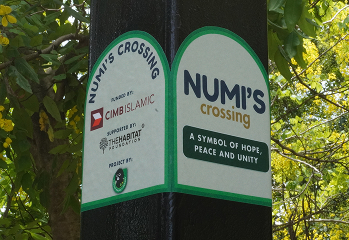 NUMI'S CROSSING
FUNDED BY:
CIMB ISLAMIC
SUPPORTED BY:
THE HABITAT
FOUNDATION
PROJECT BY:
NUMI'S
crossing
A SYMBOL OF HOPE,
PEACE AND UNITY